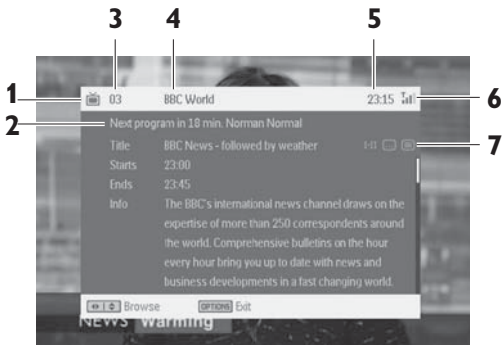 3 4 5
1 03 BBC World 23:15 6
2 Next program in 18 min. Norman Normal
Title BBC News - followed by weather 7
Starts 23:00
Ends 23:45
Info The BBC's international news channel draws on the
expertise of more than 250 correspondents around
the world. Comprehensive bulletins on the hour
every hour bring you up to date with news and
business developments in a fast changing world.
Browse OPTIONS Exit
NEWS Warming